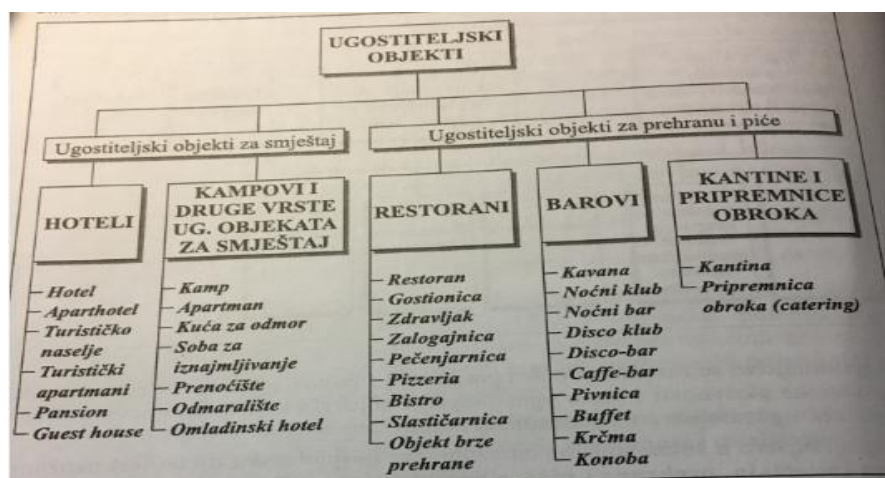 UGOSTITELJSKI
OBJEKTI
Ugostiteljski objekti za smještaj
Ugostiteljski objekti za prehranu i piće
HOTELI
Hotel
Aparthotel
Turističko
naselje
Turistički
apartmani
Pansion
Guest house
KAMPOVI I
DRUGE VRSTE
UG. OBJEKATA
ZA SMJEŠTAJ
Kamp
Apartman
Kuća za odmor
Soba za
iznajmljivanje
Prenoćište
Odmaralište
Omladinski hotel
RESTORANI
Restoran
Gostionica
Zdravljak
Zalogajnica
Pečenjarnica
Pizzeria
Bistro
Slastičarnica
Objekt brze
prehrane
BAROVI
Kavana
Noćni klub
Noćni bar
Disco klub
Disco-bar
Caffe-bar
Pivnica
Buffet
Krčma
Konoba
KANTINE I
PRIPREMNICE
OBROKA
Kantina
Pripremnica
obroka (catering)